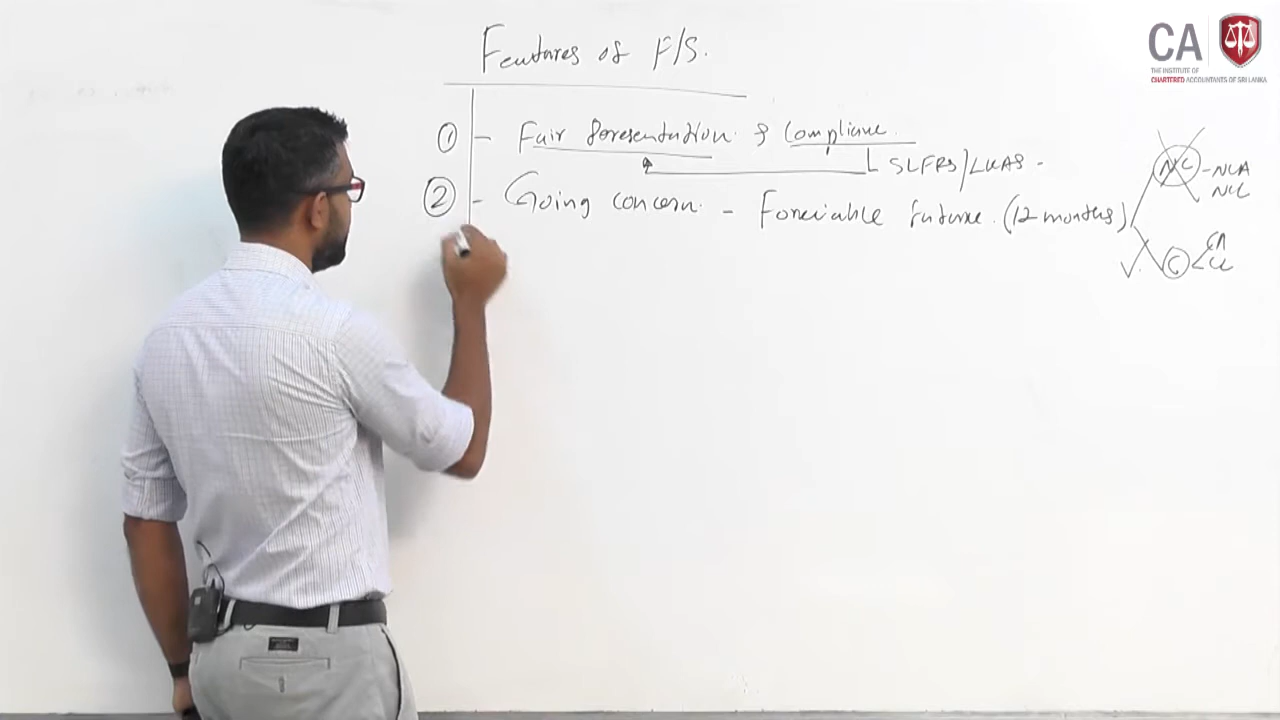 CA
THE INSTITUTE OF
CHARTERED ACCOUNTANTS OF SRI LANKA
Features of F/S.
① - Fair Presentation & Compliance.
SLFRS/LKAS -
② - Going concern - Foreciable future. (12 months)
NC - NCA
NCL
C CA
CL